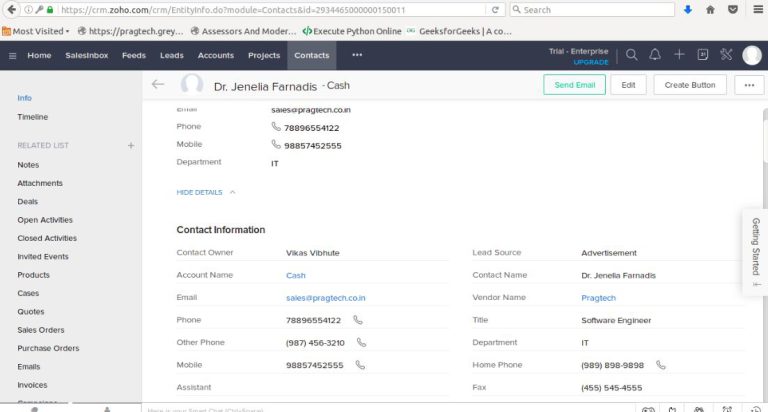 https://crm.zoho.com/crm/EntityInfo.do?module=Contacts&id=2934465000000150011
Search
Most Visited
https://pragtech.grey...
Assessors And Moder...
Execute Python Online
GeeksforGeeks | A co...
Home SalesInbox Feeds Leads Accounts Projects Contacts
Trial - Enterprise
UPGRADE
Dr. Jenelia Farnadis - Cash
Send Email Edit Create Button
Info
Timeline
RELATED LIST +
Notes
Attachments
Deals
Open Activities
Closed Activities
Invited Events
Products
Cases
Quotes
Sales Orders
Purchase Orders
Emails
Invoices
Email sales@pragtech.co.in
Phone 78896554122
Mobile 98857452555
Department IT
HIDE DETAILS
Contact Information
Contact Owner Vikas Vibhute
Lead Source Advertisement
Account Name Cash
Contact Name Dr. Jenelia Farnadis
Email sales@pragtech.co.in
Vendor Name Pragtech
Phone 78896554122
Title Software Engineer
Other Phone (987) 456-3210
Department IT
Mobile 98857452555
Home Phone (989) 898-9898
Assistant
Fax (455) 545-4555
Getting Started